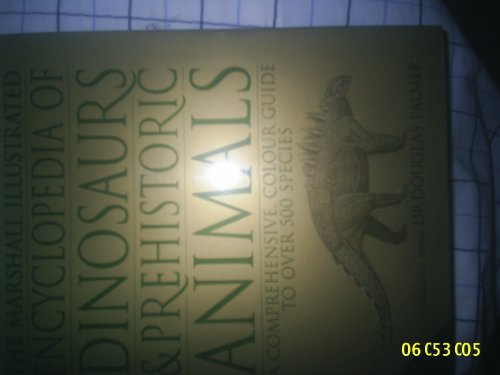 THE MARSHALL ILLUSTRATED
ENCYCLOPEDIA OF
DINOSAURS
& PREHISTORIC
ANIMALS
A COMPREHENSIVE, COLOUR GUIDE
TO OVER 500 SPECIES
DR DOUGLAS PALMER
06 C53 C05